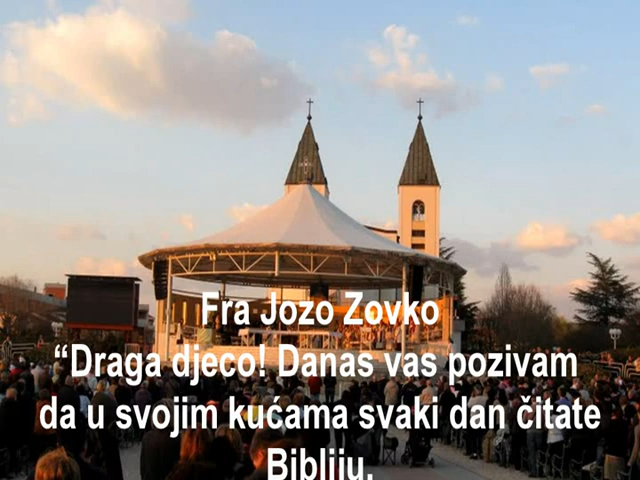 Fra Jozo Zovko
“Draga djeco! Danas vas pozivam
da u svojim kućama svaki dan čitate
Bibliju,